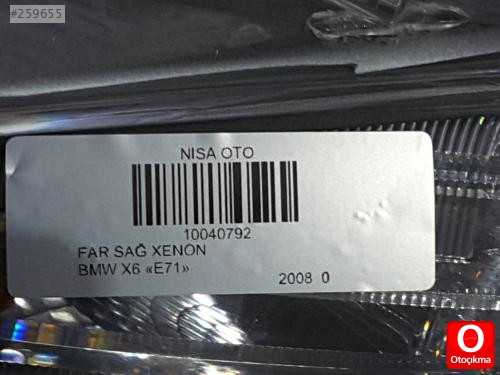 #259655
NISA OTO
10040792
FAR SAĞ XENON
BMW X6 «E71»
2008 0
O
Otoçıkma